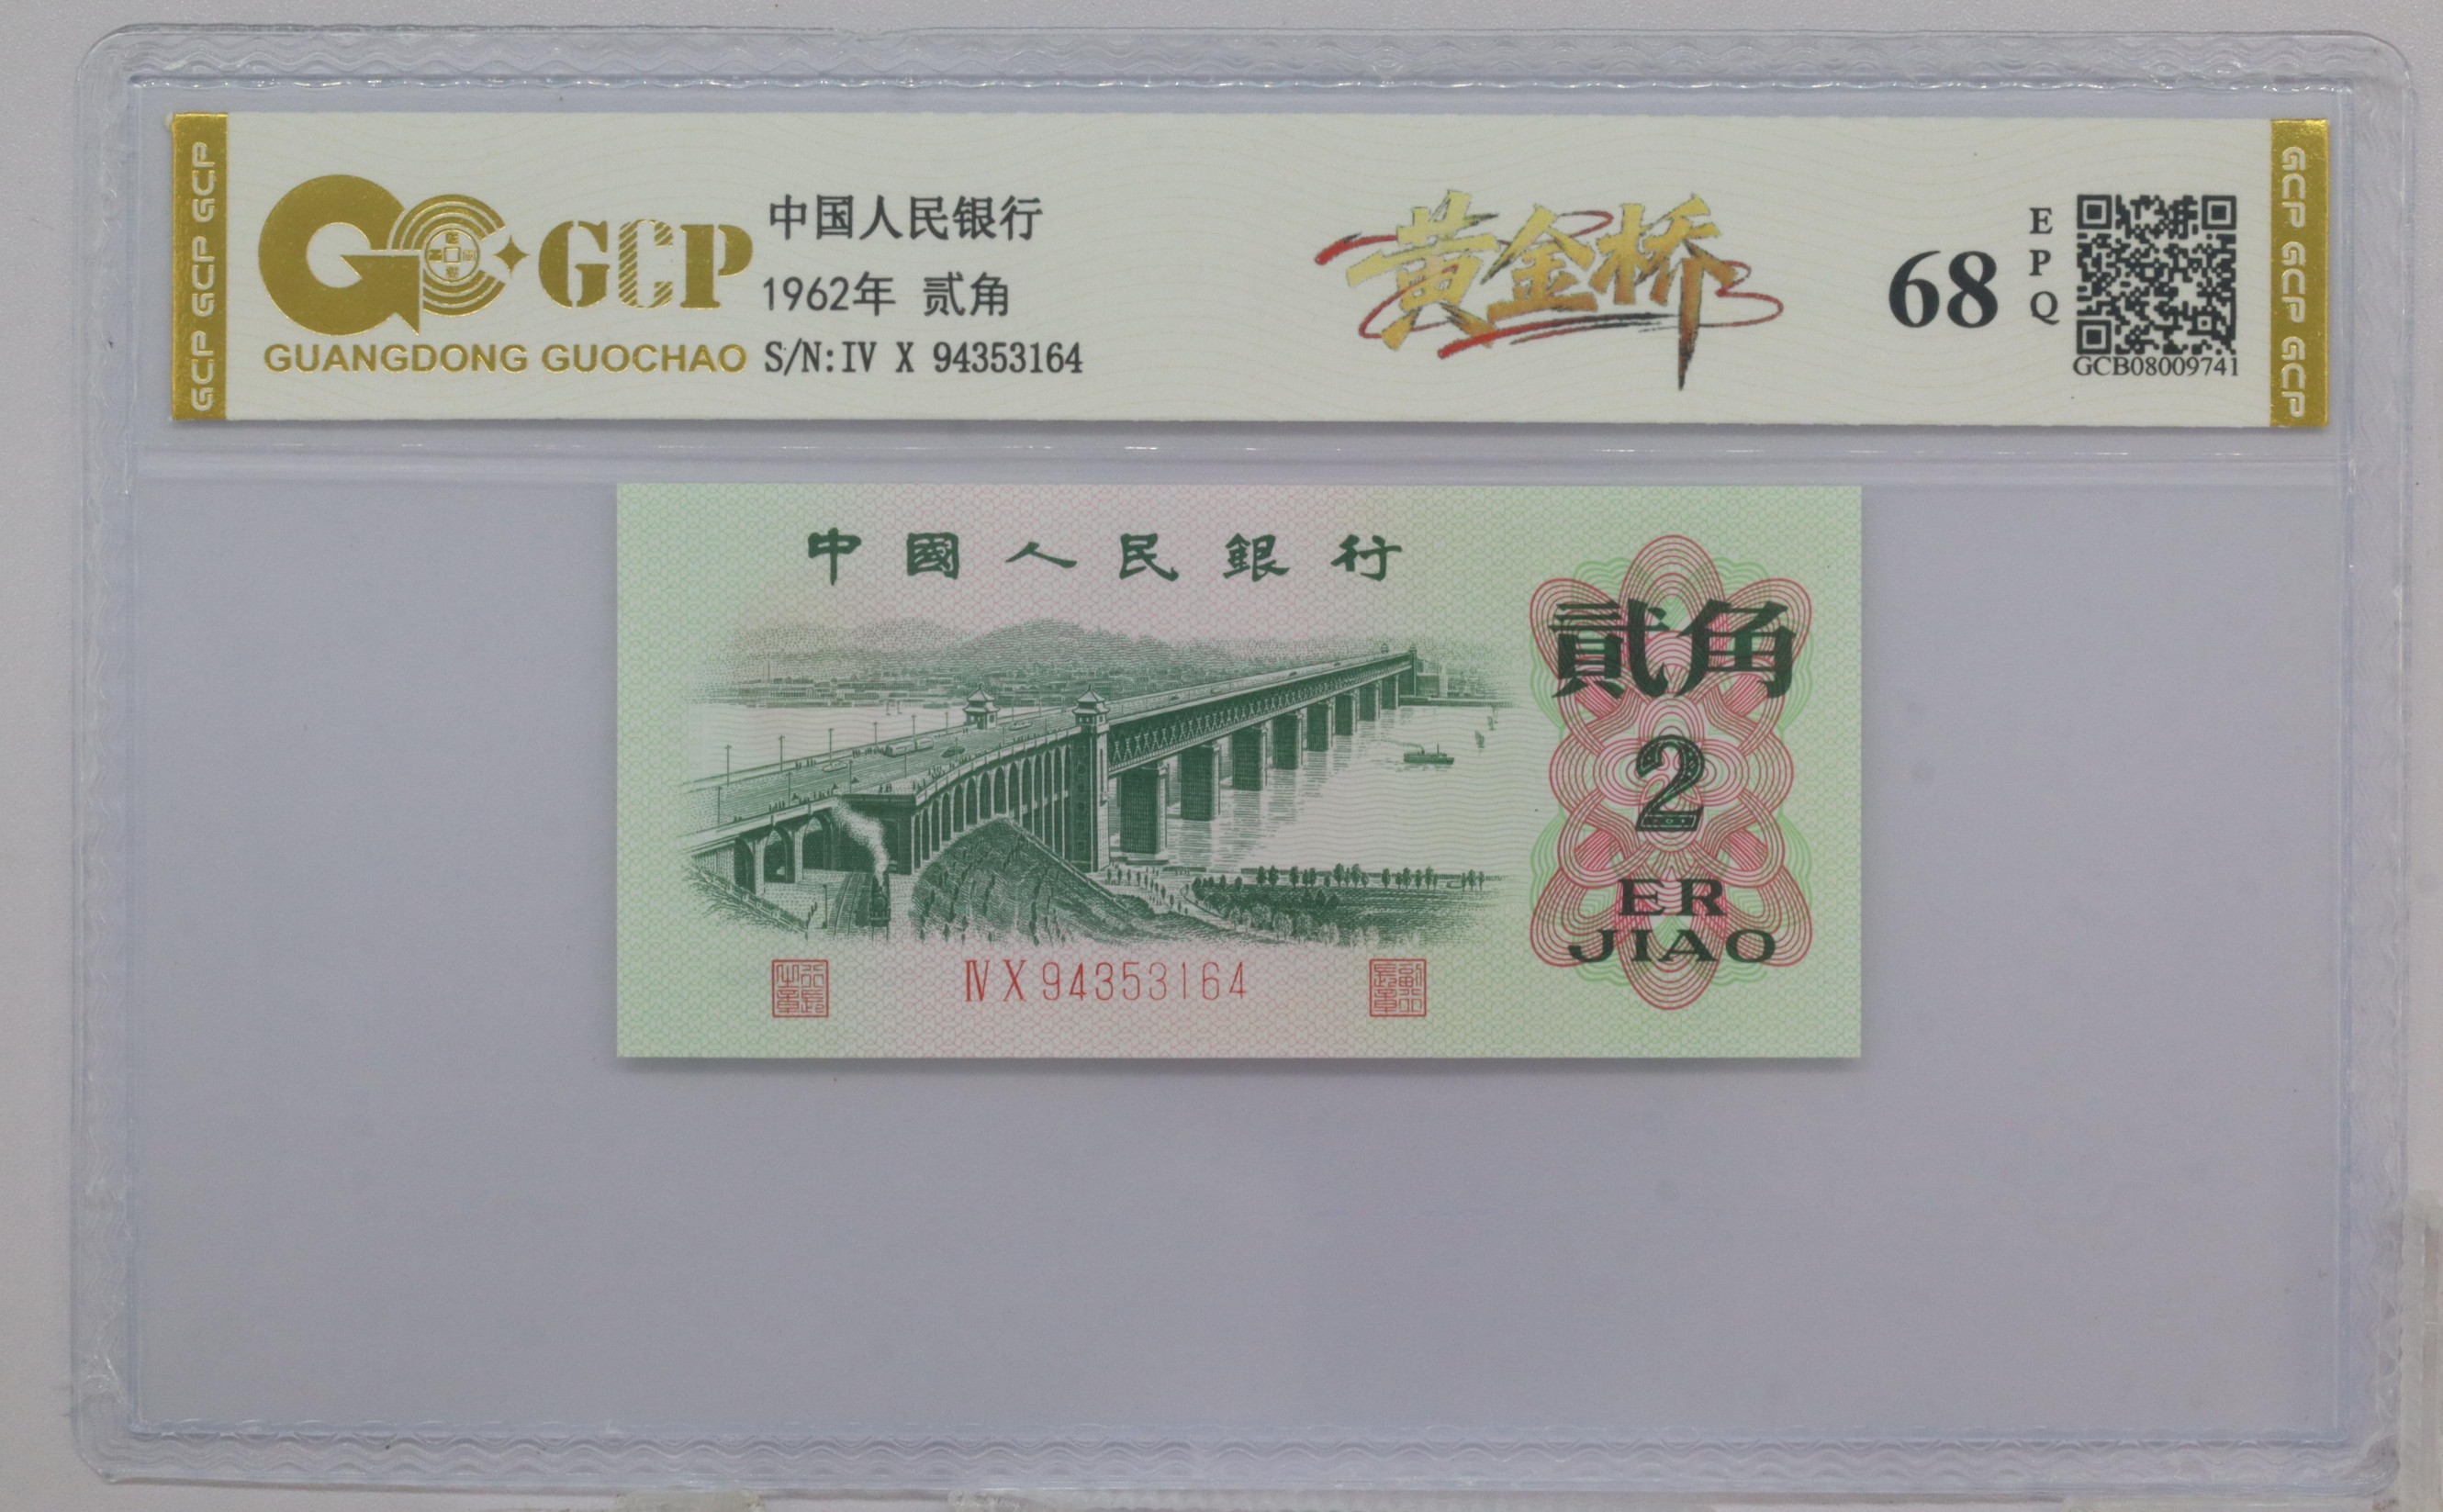 GCP GCP GCP
GCP
中国人民银行
1962年 贰角
GUANGDONG GUOCHAO
S/N:IV X 94353164
黄金桥
68
EPQ
GCB08009741
GCP GCP GCP
中國人民銀行
貳角
2
ER
JIAO
IV X 94353164